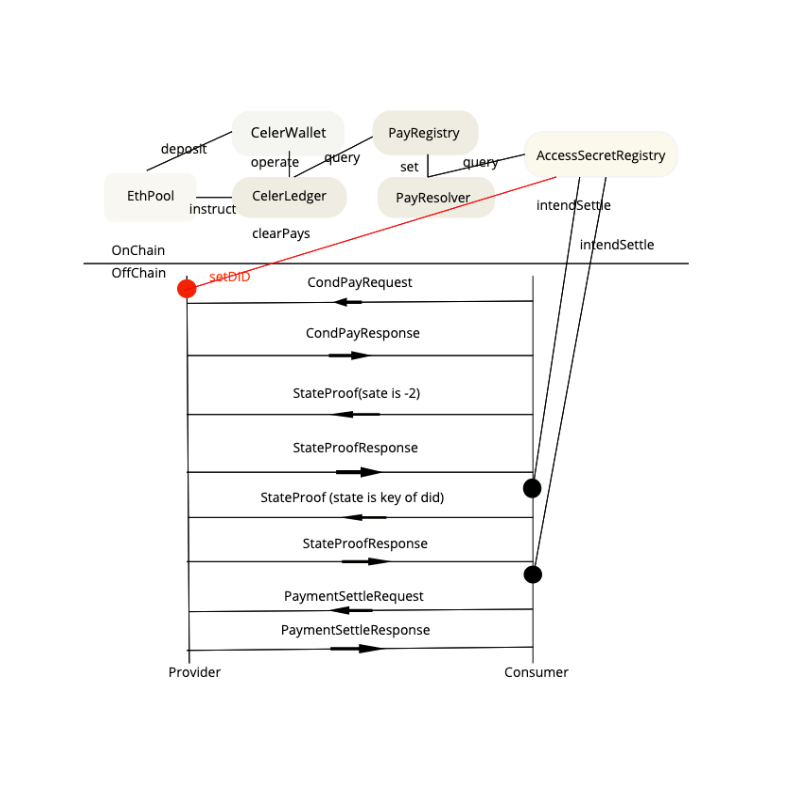 CelerWallet
PayRegistry
deposit
operate
query
AccessSecretRegistry
set
query
EthPool
CelerLedger
PayResolver
instruct
intendSettle
clearPays
intendSettle
OnChain
OffChain
setDID
CondPayRequest
CondPayResponse
StateProof(sate is -2)
StateProofResponse
StateProof (state is key of did)
StateProofResponse
PaymentSettleRequest
PaymentSettleResponse
Provider
Consumer